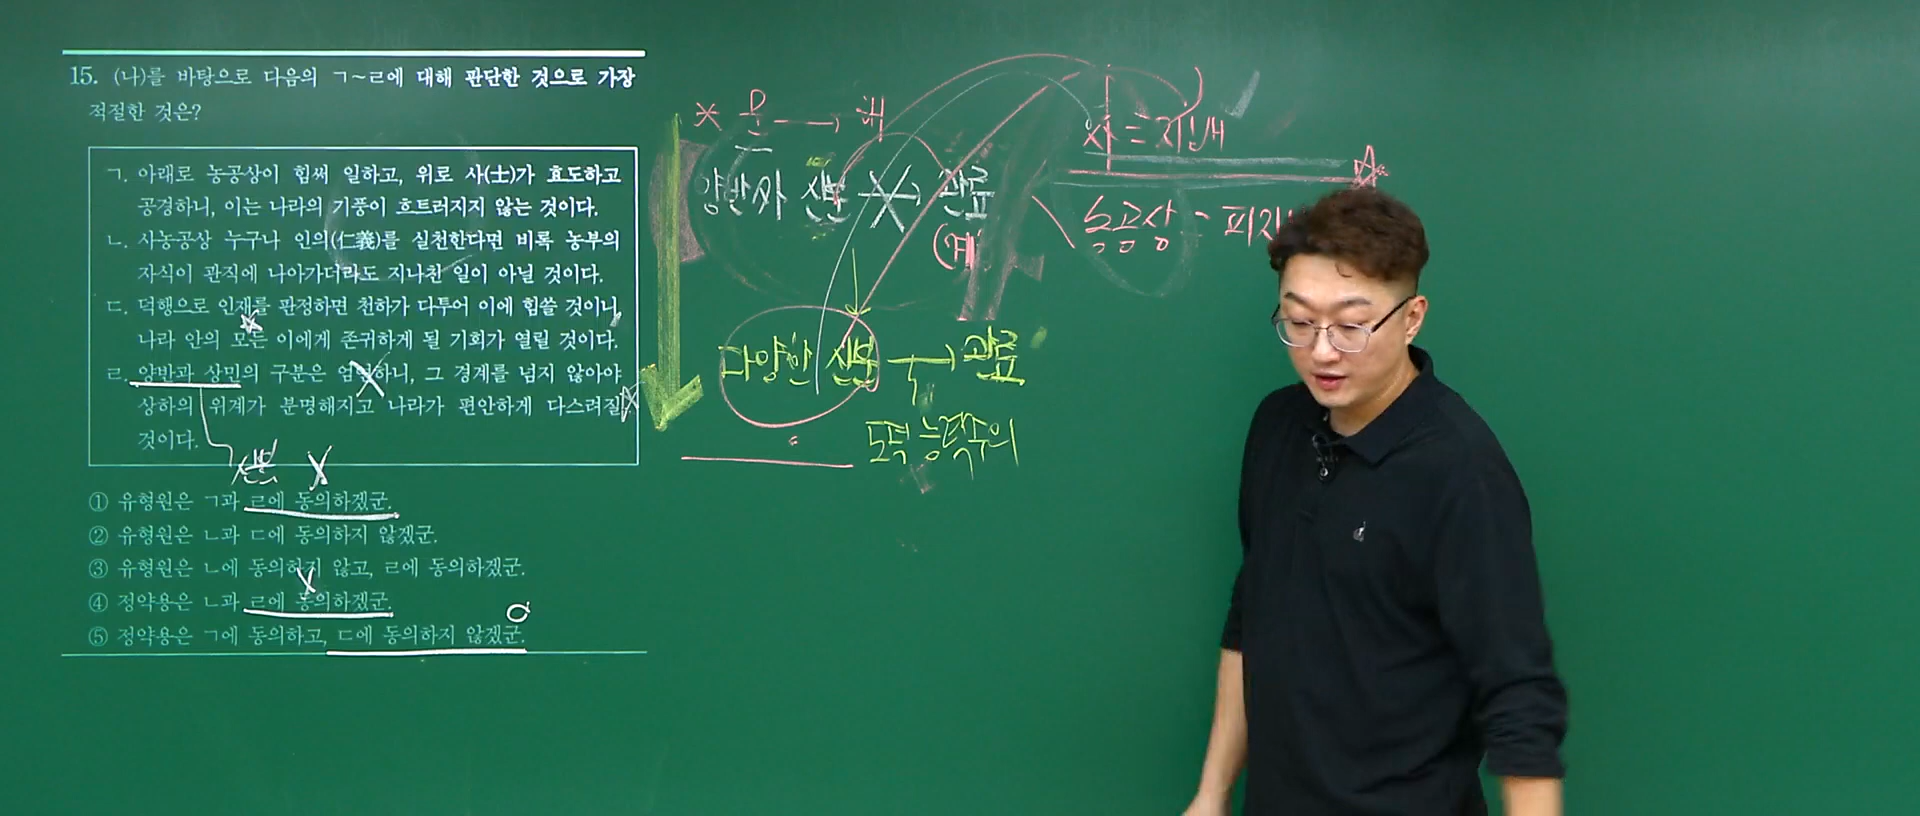 15. (나)를 바탕으로 다음의 ㄱ~ㄹ에 대해 판단한 것으로 가장
적절한 것은?
ㄱ. 아래로 농공상이 힘써 일하고, 위로 사(士)가 효도하고
공경하니, 이는 나라의 기풍이 흐트러지지 않는 것이다.
ㄴ. 사농공상 누구나 인의(仁義)를 실천한다면 비록 농부의
자식이 관직에 나아가더라도 지나친 일이 아닐 것이다.
ㄷ. 덕행으로 인재를 판정하면 천하가 다투어 이에 힘쓸 것이니,
나라 안의 모든 이에게 존귀하게 될 기회가 열릴 것이다.
ㄹ. 양반과 상민의 구분은 엄연하니, 그 경계를 넘지 않아야
상하의 위계가 분명해지고 나라가 편안하게 다스려질
것이다.
신분 X
① 유형원은 ㄱ과 ㄹ에 동의하겠군.
② 유형원은 ㄴ과 ㄷ에 동의하지 않겠군.
③ 유형원은 ㄴ에 동의하지 않고, ㄹ에 동의하겠군.
④ 정약용은 ㄴ과 ㄹ에 동의하겠군.
⑤ 정약용은 ㄱ에 동의하고, ㄷ에 동의하지 않겠군.
사 = 지배
농공상 - 피지
신분 → 관료
다양한 신분 → 관료
도덕 능력주의